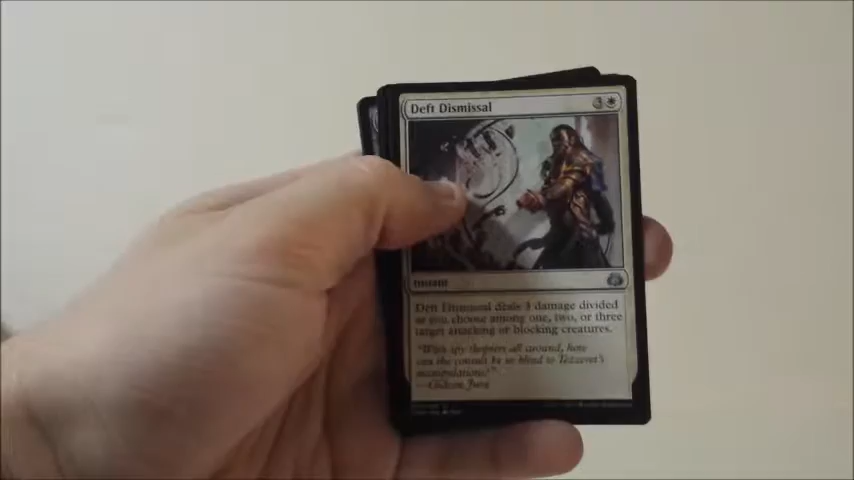 Deft Dismissal 3
Instant
Deft Dismissal deals 3 damage divided
as you choose among one, two, or three
target attacking or blocking creatures.
"With spy thopters all around, how
can the consuls be so blind to Tezzeret's
manipulations?"
—Gideon Jura